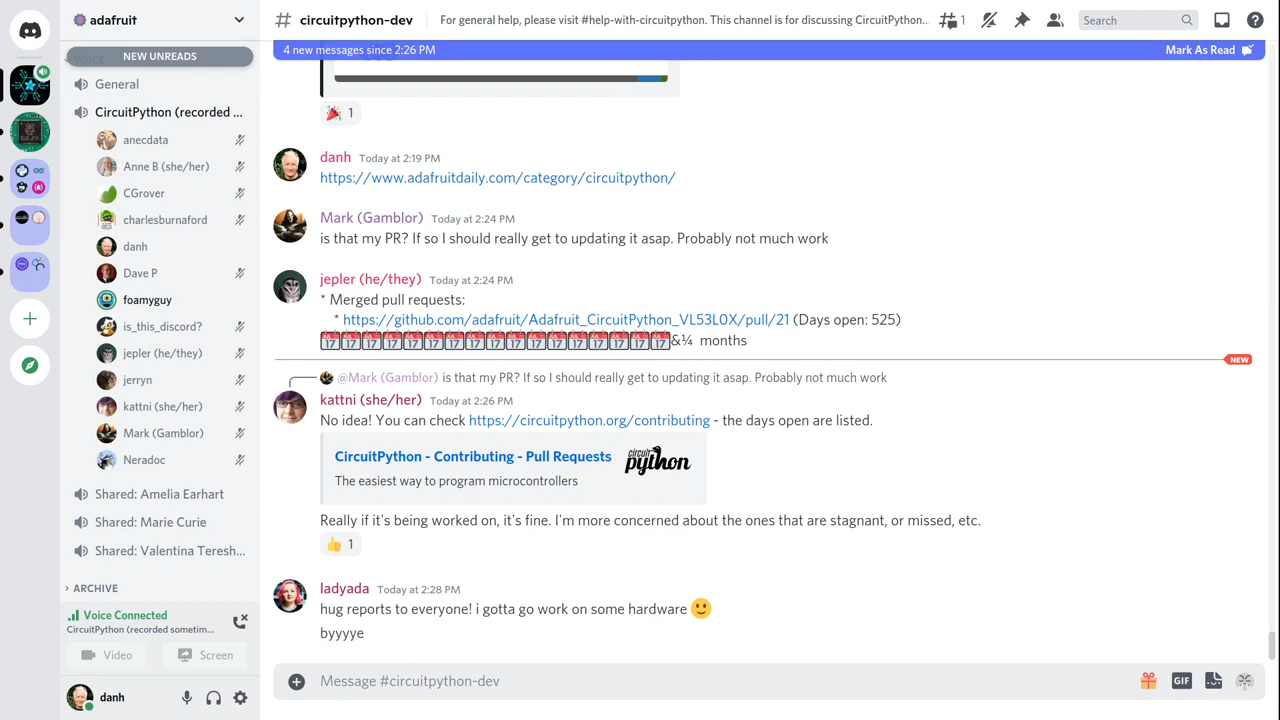 adafruit
NEW UNREADS
General
CircuitPython (recorded ...
anecdata
Anne B (she/her)
CGrover
charlesburnaford
danh
Dave P
foamyguy
is_this_discord?
jepler (he/they)
jerryn
kattni (she/her)
Mark (Gamblor)
Neradoc
Shared: Amelia Earhart
Shared: Marie Curie
Shared: Valentina Teresh...
ARCHIVE
Voice Connected
CircuitPython (recorded sometim...
Video
Screen
danh
# circuitpython-dev
For general help, please visit #help-with-circuitpython. This channel is for discussing CircuitPython...
1
Search
4 new messages since 2:26 PM
Mark As Read
1
danh Today at 2:19 PM
https://www.adafruitdaily.com/category/circuitpython/
Mark (Gamblor) Today at 2:24 PM
is that my PR? If so I should really get to updating it asap. Probably not much work
jepler (he/they) Today at 2:24 PM
* Merged pull requests:
* https://github.com/adafruit/Adafruit_CircuitPython_VL53L0X/pull/21 (Days open: 525)
📅📅📅📅📅📅📅📅📅📅📅📅📅📅📅📅📅&¼ months
NEW
@Mark (Gamblor) is that my PR? If so I should really get to updating it asap. Probably not much work
kattni (she/her) Today at 2:26 PM
No idea! You can check https://circuitpython.org/contributing - the days open are listed.
CircuitPython - Contributing - Pull Requests
circuit
python
The easiest way to program microcontrollers
Really if it's being worked on, it's fine. I'm more concerned about the ones that are stagnant, or missed, etc.
👍 1
ladyada Today at 2:28 PM
hug reports to everyone! i gotta go work on some hardware 🙂
byyyye
Message #circuitpython-dev
GIF